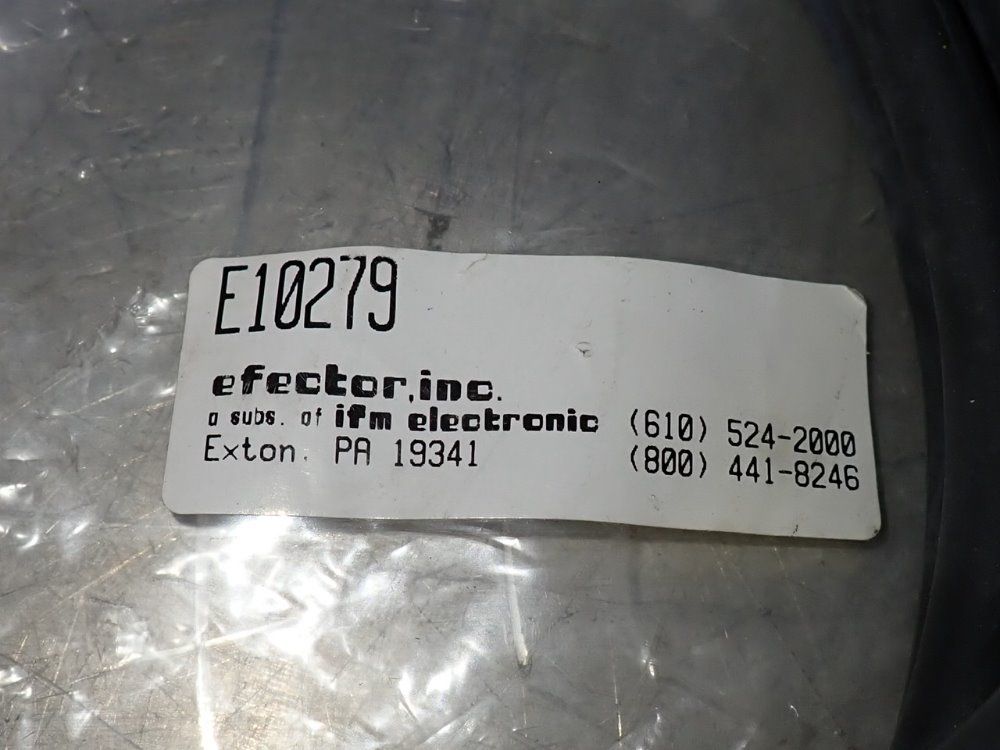 E10279
efector,inc.
a subs. of ifm electronic (610) 524-2000
Exton, PA 19341 (800) 441-8246